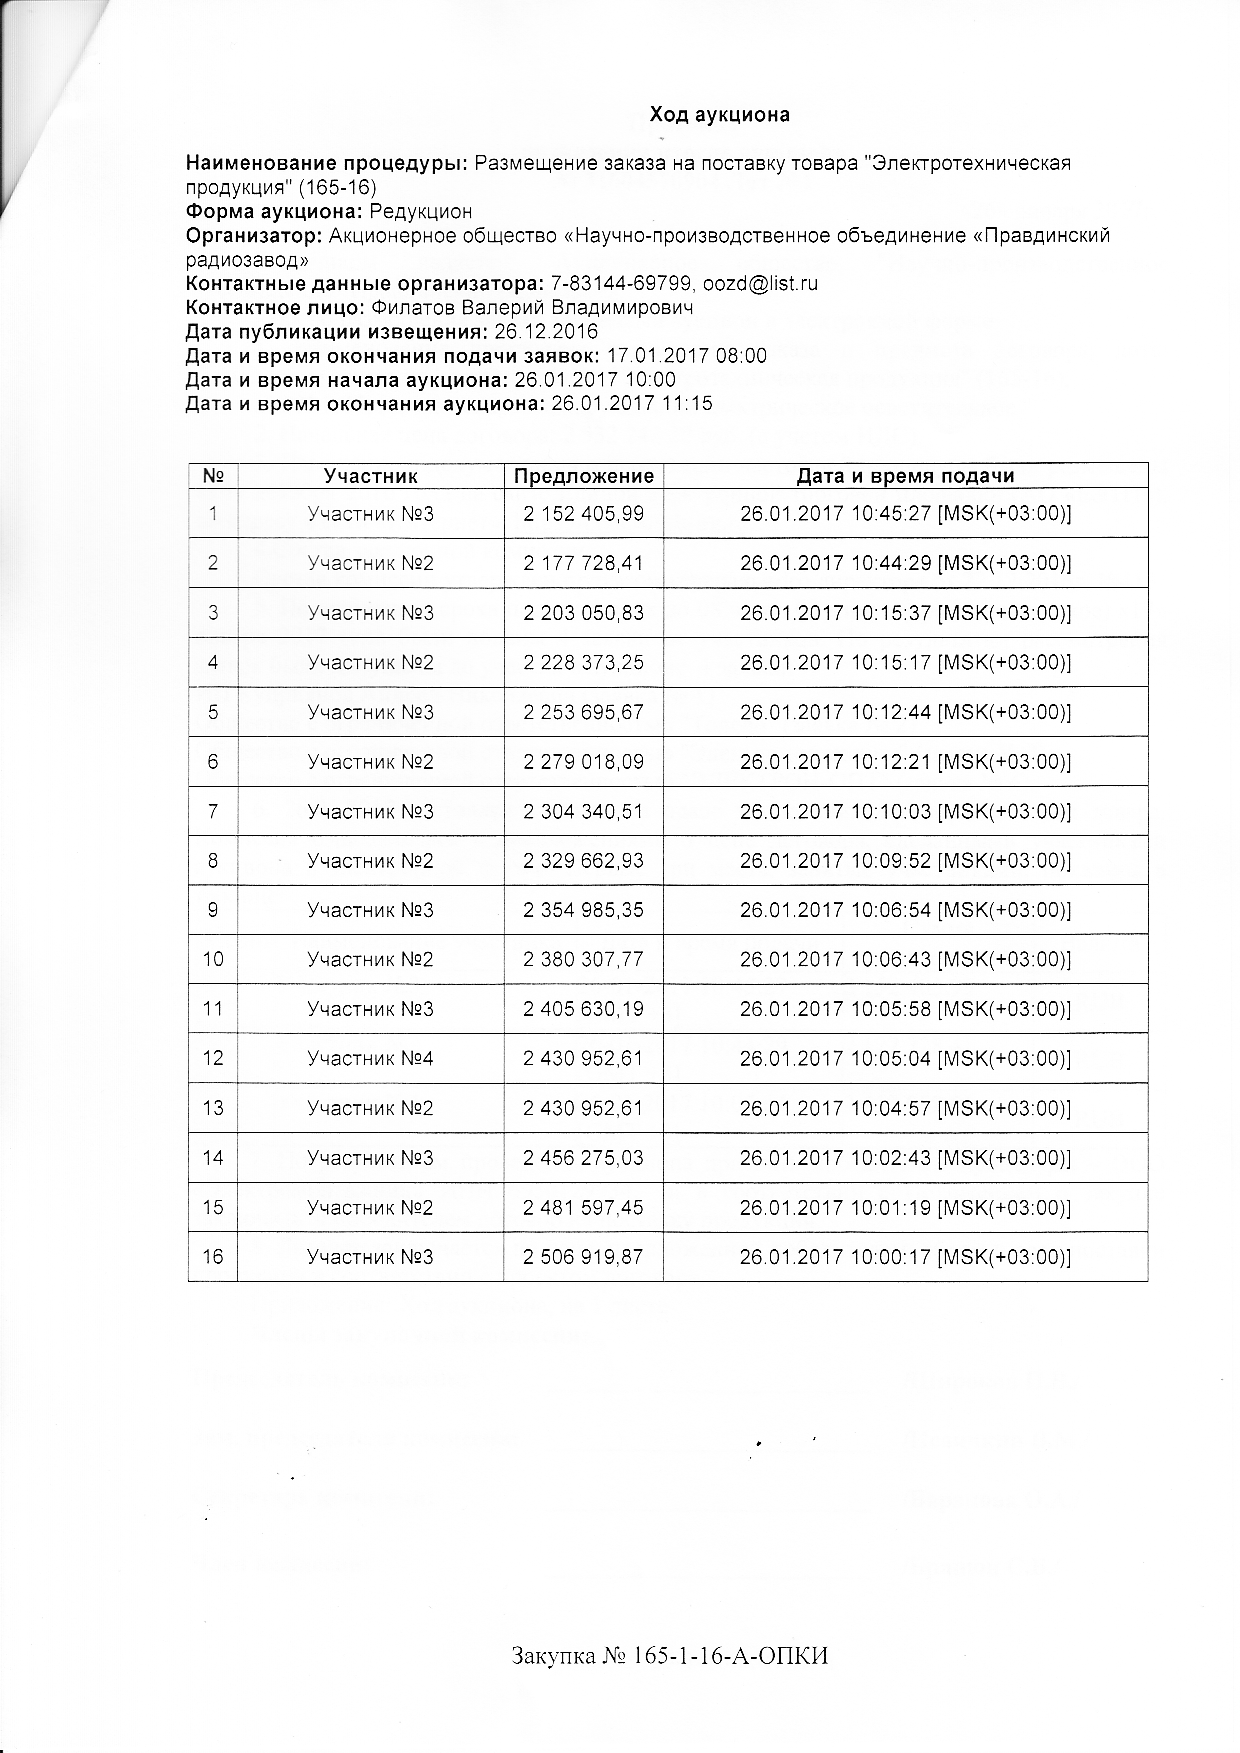 Ход аукциона
Наименование процедуры: Размещение заказа на поставку товара "Электротехническая
продукция" (165-16)
Форма аукциона: Редукцион
Организатор: Акционерное общество «Научно-производственное объединение «Правдинский
радиозавод»
Контактные данные организатора: 7-83144-69799, oozd@list.ru
Контактное лицо: Филатов Валерий Владимирович
Дата публикации извещения: 26.12.2016
Дата и время окончания подачи заявок: 17.01.2017 08:00
Дата и время начала аукциона: 26.01.2017 10:00
Дата и время окончания аукциона: 26.01.2017 11:15
№ Участник Предложение Дата и время подачи
1 Участник №3 2 152 405,99 26.01.2017 10:45:27 [MSK(+03:00)]
2 Участник №2 2 177 728,41 26.01.2017 10:44:29 [MSK(+03:00)]
3 Участник №3 2 203 050,83 26.01.2017 10:15:37 [MSK(+03:00)]
4 Участник №2 2 228 373,25 26.01.2017 10:15:17 [MSK(+03:00)]
5 Участник №3 2 253 695,67 26.01.2017 10:12:44 [MSK(+03:00)]
6 Участник №2 2 279 018,09 26.01.2017 10:12:21 [MSK(+03:00)]
7 Участник №3 2 304 340,51 26.01.2017 10:10:03 [MSK(+03:00)]
8 Участник №2 2 329 662,93 26.01.2017 10:09:52 [MSK(+03:00)]
9 Участник №3 2 354 985,35 26.01.2017 10:06:54 [MSK(+03:00)]
10 Участник №2 2 380 307,77 26.01.2017 10:06:43 [MSK(+03:00)]
11 Участник №3 2 405 630,19 26.01.2017 10:05:58 [MSK(+03:00)]
12 Участник №4 2 430 952,61 26.01.2017 10:05:04 [MSK(+03:00)]
13 Участник №2 2 430 952,61 26.01.2017 10:04:57 [MSK(+03:00)]
14 Участник №3 2 456 275,03 26.01.2017 10:02:43 [MSK(+03:00)]
15 Участник №2 2 481 597,45 26.01.2017 10:01:19 [MSK(+03:00)]
16 Участник №3 2 506 919,87 26.01.2017 10:00:17 [MSK(+03:00)]
Закупка № 165-1-16-А-ОПКИ